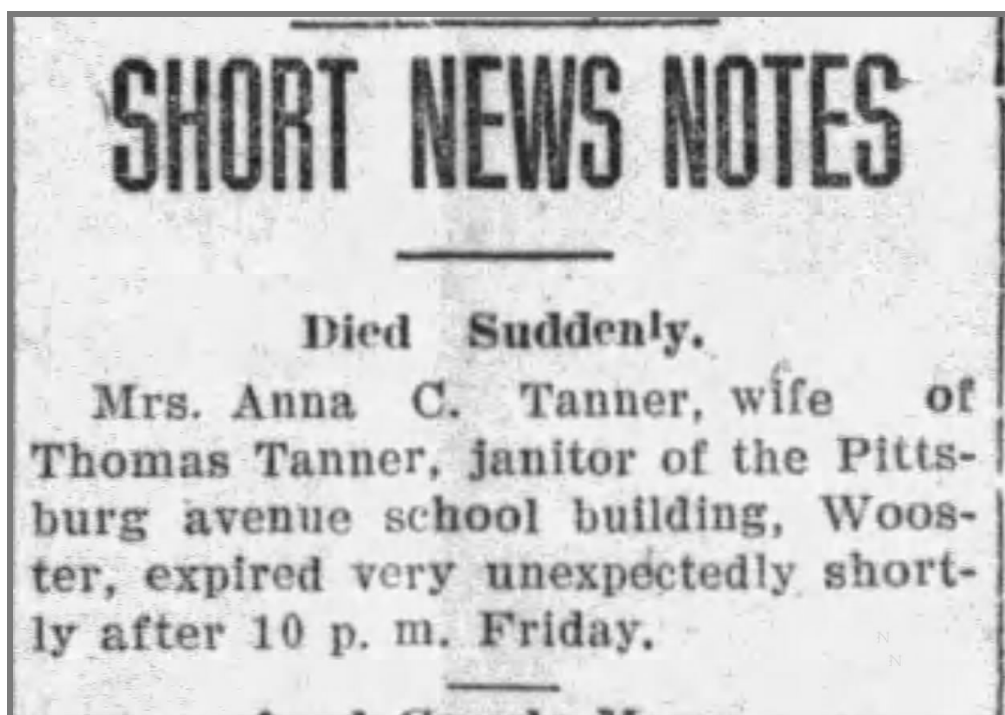 SHORT NEWS NOTES
Died Suddenly.
Mrs. Anna C. Tanner, wife of
Thomas Tanner, janitor of the Pitts-
burg avenue school building, Woos-
ter, expired very unexpectedly short-
ly after 10 p. m. Friday.